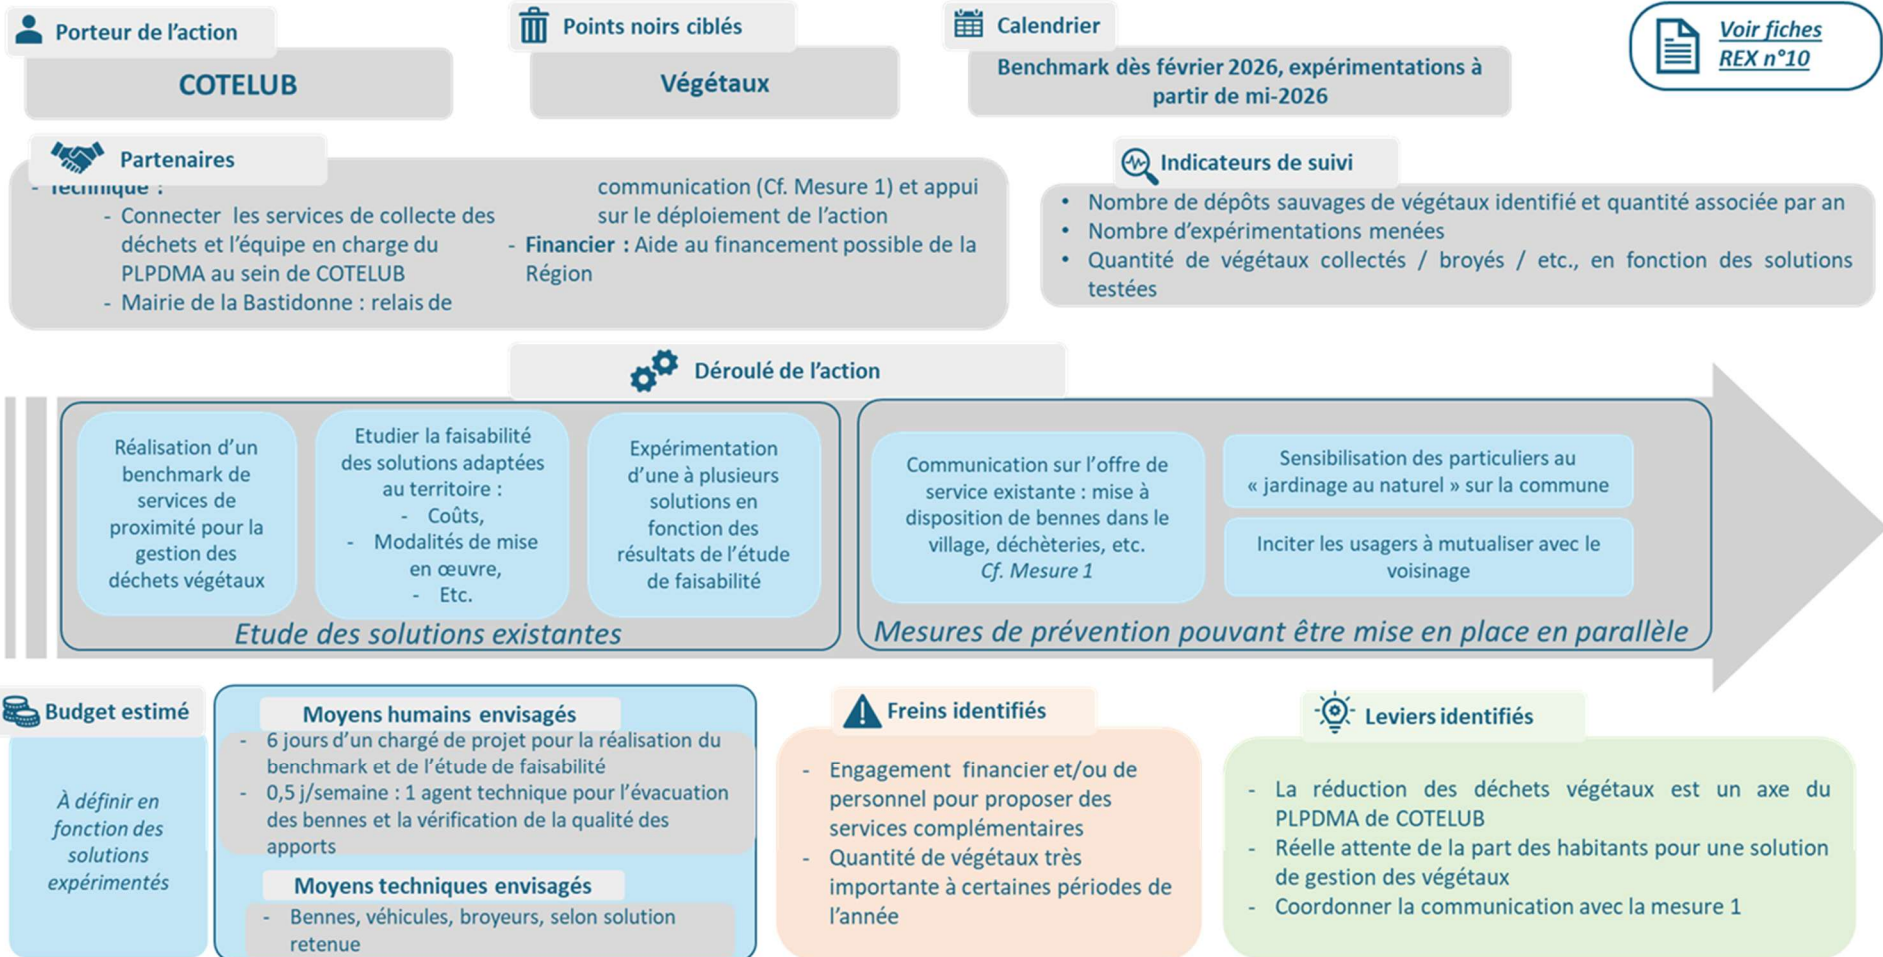 Porteur de l'action
COTELUB
Points noirs ciblés
Végétaux
Calendrier
Benchmark dès février 2026, expérimentations à
partir de mi-2026
Voir fiches
REX n°10
Partenaires
- Technique :
- Connecter les services de collecte des
déchets et l'équipe en charge du
PLPDMA au sein de COTELUB
- Mairie de la Bastidonne : relais de
communication (Cf. Mesure 1) et appui
sur le déploiement de l'action
- Financier : Aide au financement possible de la
Région
Indicateurs de suivi
• Nombre de dépôts sauvages de végétaux identifié et quantité associée par an
• Nombre d'expérimentations menées
• Quantité de végétaux collectés / broyés / etc., en fonction des solutions
testées
Déroulé de l'action
Réalisation d'un
benchmark de
services de
proximité pour la
gestion des
déchets végétaux
Etudier la faisabilité
des solutions adaptées
au territoire :
- Coûts,
- Modalités de mise
en œuvre,
- Etc.
Expérimentation
d'une à plusieurs
solutions en
fonction des
résultats de l'étude
de faisabilité
Etude des solutions existantes
Communication sur l'offre de
service existante : mise à
disposition de bennes dans le
village, déchèteries, etc.
Cf. Mesure 1
Sensibilisation des particuliers au
« jardinage au naturel » sur la commune
Inciter les usagers à mutualiser avec le
voisinage
Mesures de prévention pouvant être mise en place en parallèle
Budget estimé
À définir en
fonction des
solutions
expérimentés
Moyens humains envisagés
- 6 jours d'un chargé de projet pour la réalisation du
benchmark et de l'étude de faisabilité
- 0,5 j/semaine : 1 agent technique pour l'évacuation
des bennes et la vérification de la qualité des
apports
Moyens techniques envisagés
- Bennes, véhicules, broyeurs, selon solution
retenue
Freins identifiés
- Engagement financier et/ou de
personnel pour proposer des
services complémentaires
- Quantité de végétaux très
importante à certaines périodes de
l'année
Leviers identifiés
- La réduction des déchets végétaux est un axe du
PLPDMA de COTELUB
- Réelle attente de la part des habitants pour une solution
de gestion des végétaux
- Coordonner la communication avec la mesure 1